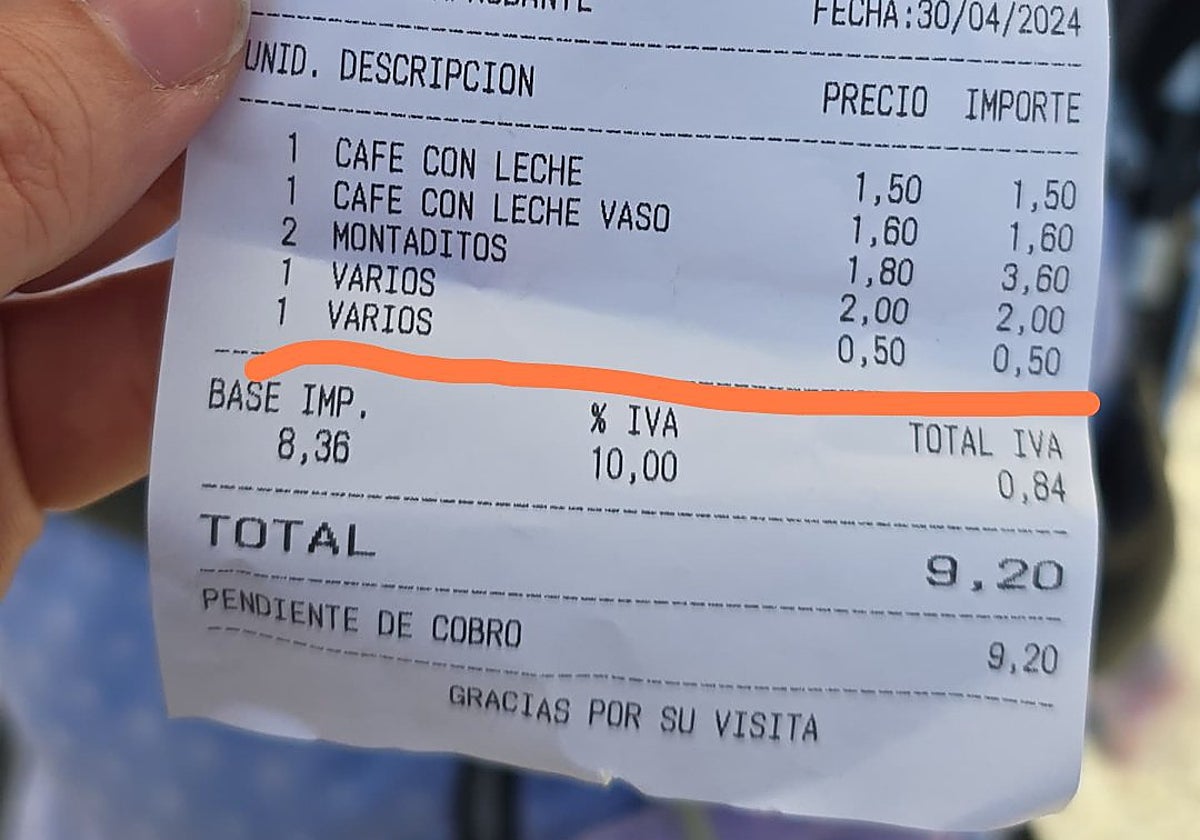 FECHA:30/04/2024
UNID. DESCRIPCION PRECIO IMPORTE
1 CAFE CON LECHE 1,50 1,50
1 CAFE CON LECHE VASO 1,60 1,60
2 MONTADITOS 1,80 3,60
1 VARIOS 2,00 2,00
1 VARIOS 0,50 0,50
BASE IMP. % IVA TOTAL IVA
8,36 10,00 0,84
TOTAL 9,20
PENDIENTE DE COBRO 9,20
GRACIAS POR SU VISITA